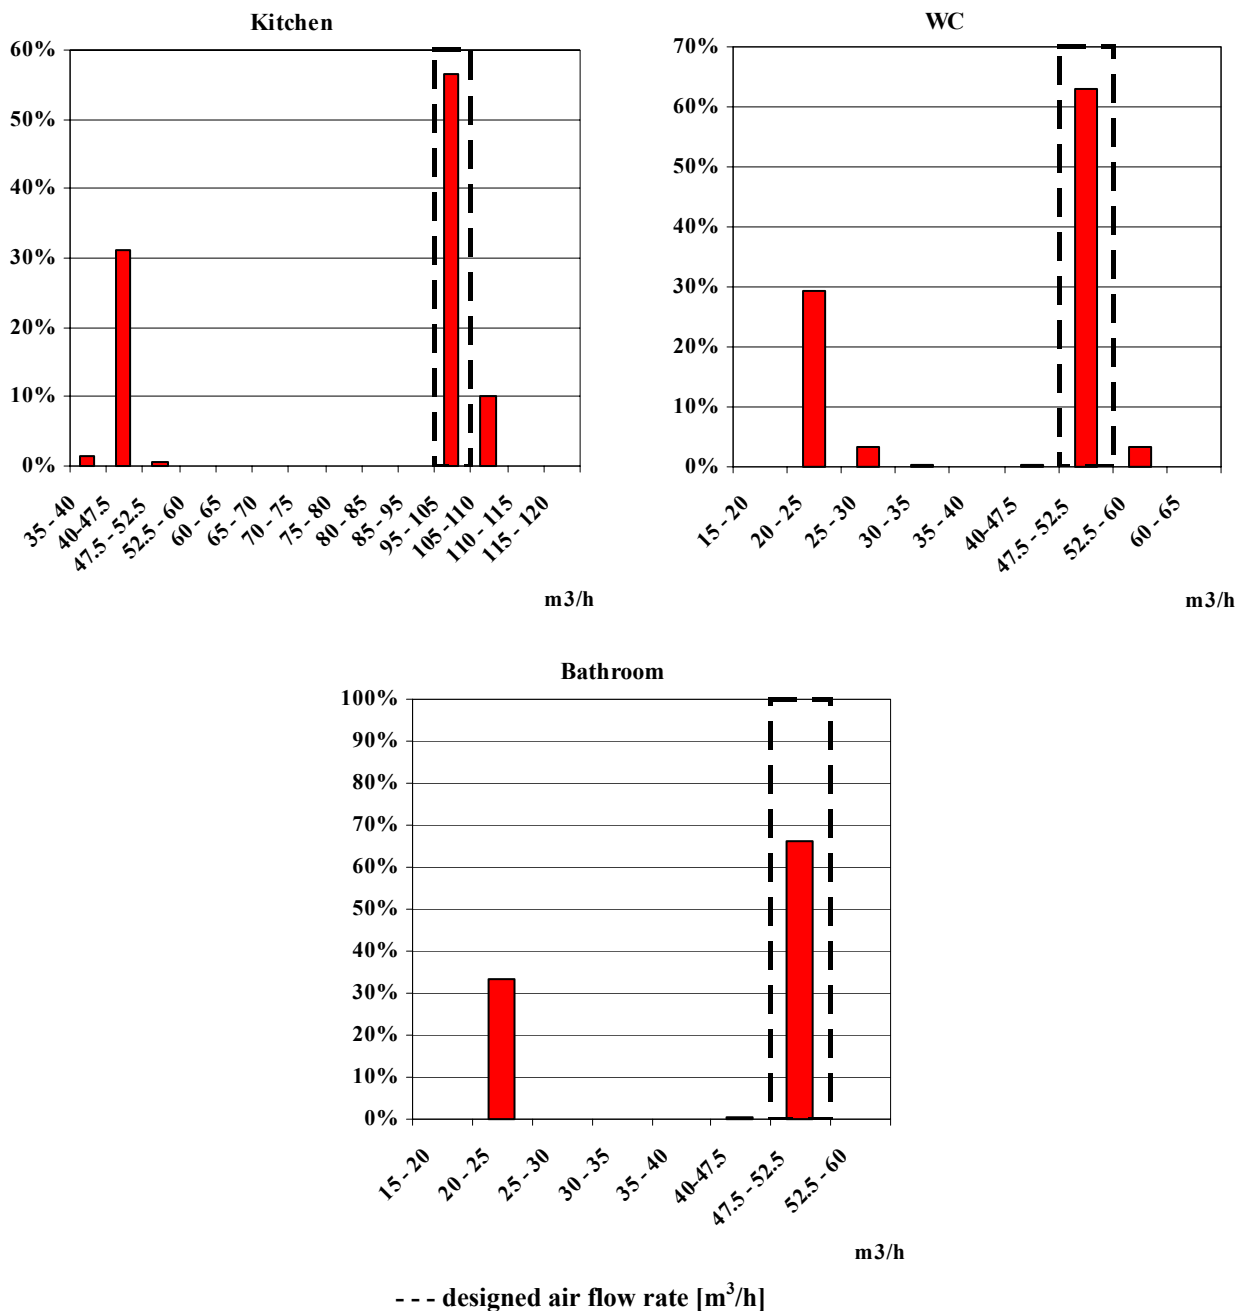 Kitchen
60%
50%
40%
30%
20%
10%
0%
35 - 40
40-47.5
47.5 - 52.5
52.5 - 60
60 - 65
65 - 70
70 - 75
75 - 80
80 - 85
85 - 95
95 - 105
105 - 110
110 - 115
115 - 120
m3/h
WC
70%
60%
50%
40%
30%
20%
10%
0%
15 - 20
20 - 25
25 - 30
30 - 35
35 - 40
40-47.5
47.5 - 52.5
52.5 - 60
60 - 65
m3/h
Bathroom
100%
90%
80%
70%
60%
50%
40%
30%
20%
10%
0%
15 - 20
20 - 25
25 - 30
30 - 35
35 - 40
40-47.5
47.5 - 52.5
52.5 - 60
m3/h
- - - designed air flow rate [m³/h]